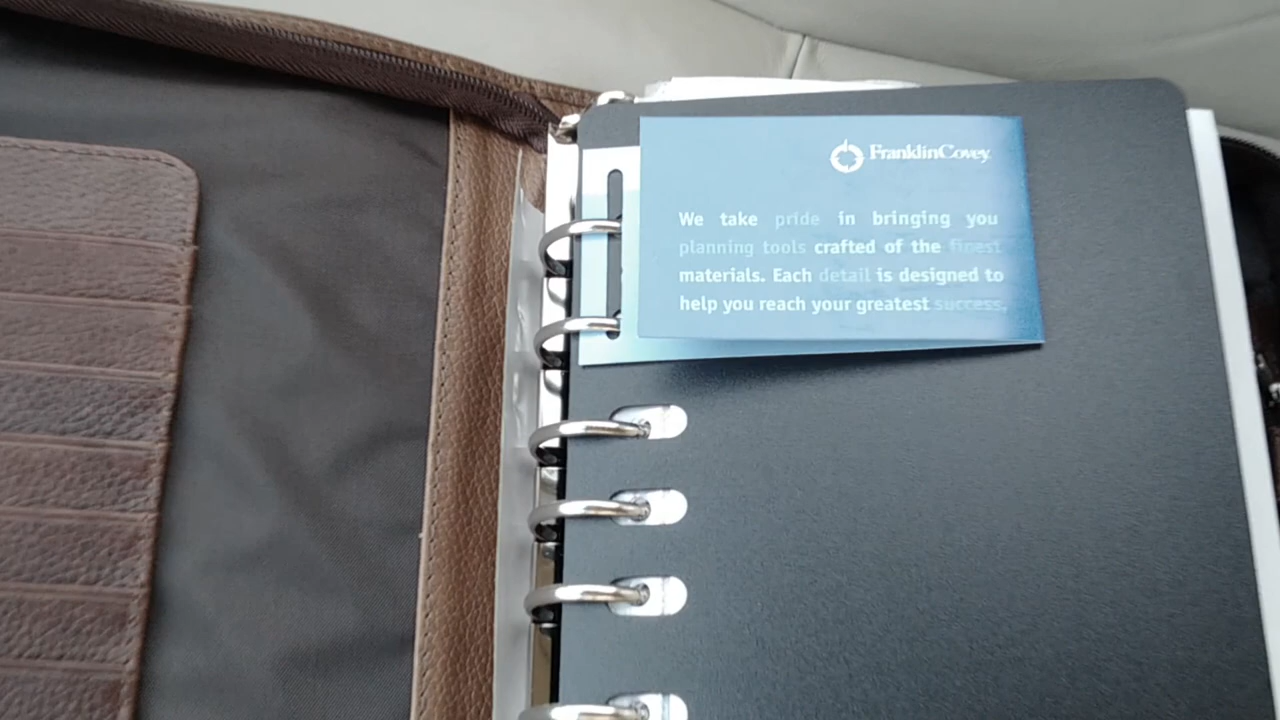 FranklinCovey
We take pride in bringing you
planning tools crafted of the finest
materials. Each detail is designed to
help you reach your greatest success.